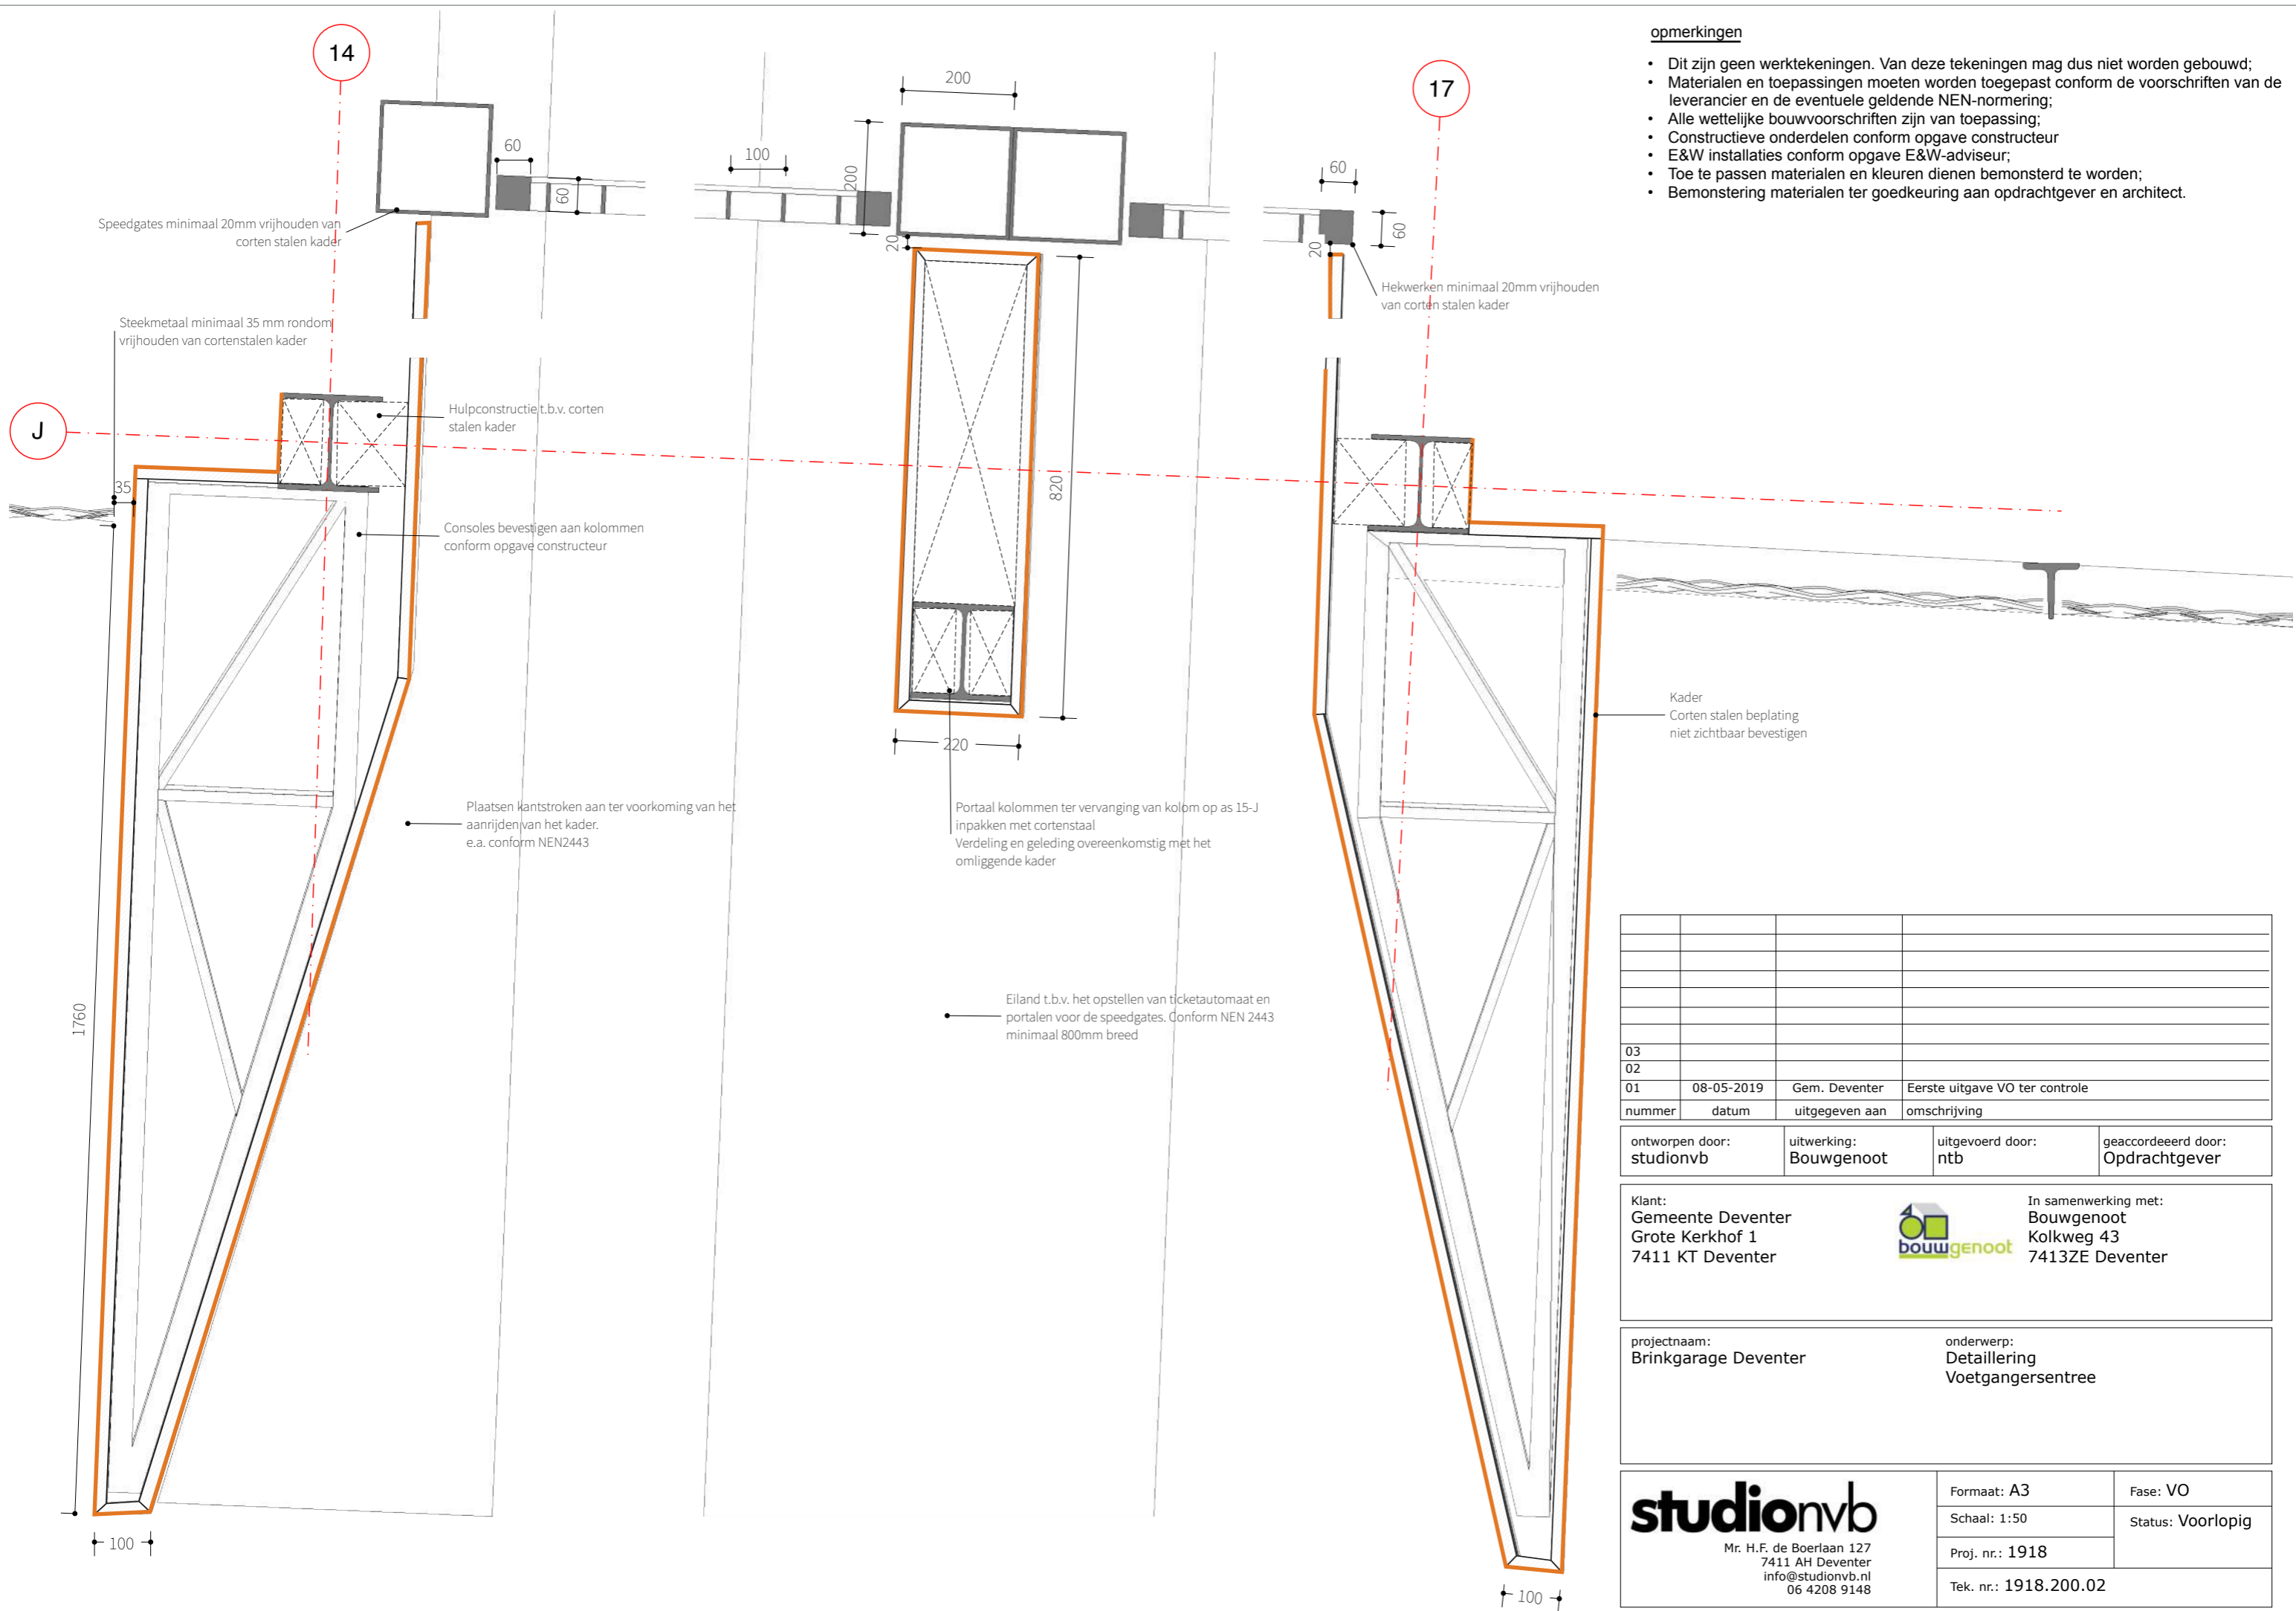 opmerkingen
• Dit zijn geen werktekeningen. Van deze tekeningen mag dus niet worden gebouwd;
• Materialen en toepassingen moeten worden toegepast conform de voorschriften van de
leverancier en de eventuele geldende NEN-normering;
• Alle wettelijke bouwvoorschriften zijn van toepassing;
• Constructieve onderdelen conform opgave constructeur
• E&W installaties conform opgave E&W-adviseur;
• Toe te passen materialen en kleuren dienen bemonsterd te worden;
• Bemonstering materialen ter goedkeuring aan opdrachtgever en architect.
14
17
J
200
60
100
200
60
60
60
20
20
Speedgates minimaal 20mm vrijhouden van
corten stalen kader
Hekwerken minimaal 20mm vrijhouden
van corten stalen kader
Steekmetaal minimaal 35 mm rondom
vrijhouden van cortenstalen kader
Hulpconstructie t.b.v. corten
stalen kader
35
820
Consoles bevestigen aan kolommen
conform opgave constructeur
Kader
Corten stalen beplating
niet zichtbaar bevestigen
220
Plaatsen kantstroken aan ter voorkoming van het
aanrijden van het kader.
e.a. conform NEN2443
Portaal kolommen ter vervanging van kolom op as 15-J
inpakken met cortenstaal
Verdeling en geleding overeenkomstig met het
omliggende kader
Eiland t.b.v. het opstellen van ticketautomaat en
portalen voor de speedgates. Conform NEN 2443
minimaal 800mm breed
1760
100
100
03
02
01 08-05-2019 Gem. Deventer Eerste uitgave VO ter controle
nummer datum uitgegeven aan omschrijving
ontworpen door: uitwerking: uitgevoerd door: geaccordeeerd door:
studionvb Bouwgenoot ntb Opdrachtgever
Klant:
Gemeente Deventer
Grote Kerkhof 1
7411 KT Deventer
bouwgenoot
In samenwerking met:
Bouwgenoot
Kolkweg 43
7413ZE Deventer
projectnaam:
Brinkgarage Deventer
onderwerp:
Detaillering
Voetgangersentree
studionvb
Mr. H.F. de Boerlaan 127
7411 AH Deventer
info@studionvb.nl
06 4208 9148
Formaat: A3
Fase: VO
Schaal: 1:50
Status: Voorlopig
Proj. nr.: 1918
Tek. nr.: 1918.200.02